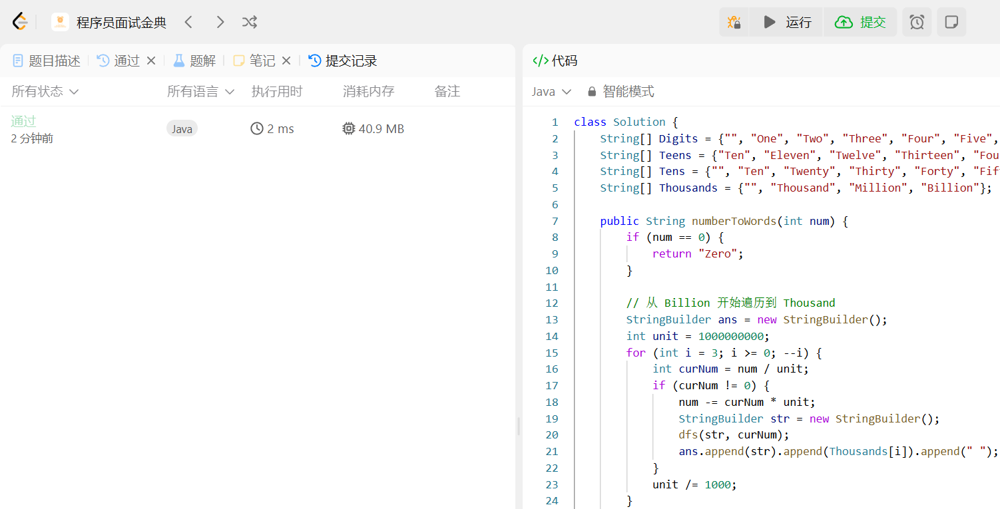 程序员面试金典
运行
提交
题目描述
通过
题解
笔记
提交记录
所有状态
所有语言
执行用时
消耗内存
备注
通过
2 分钟前
Java
2 ms
40.9 MB
</> 代码
Java
智能模式
1 class Solution {
2 String[] Digits = {"", "One", "Two", "Three", "Four", "Five",
3 String[] Teens = {"Ten", "Eleven", "Twelve", "Thirteen", "Fou
4 String[] Tens = {"", "Ten", "Twenty", "Thirty", "Forty", "Fif
5 String[] Thousands = {"", "Thousand", "Million", "Billion"};
6
7 public String numberToWords(int num) {
8 if (num == 0) {
9 return "Zero";
10 }
11
12 // 从 Billion 开始遍历到 Thousand
13 StringBuilder ans = new StringBuilder();
14 int unit = 1000000000;
15 for (int i = 3; i >= 0; --i) {
16 int curNum = num / unit;
17 if (curNum != 0) {
18 num -= curNum * unit;
19 StringBuilder str = new StringBuilder();
20 dfs(str, curNum);
21 ans.append(str).append(Thousands[i]).append(" ");
22 }
23 unit /= 1000;
24 }